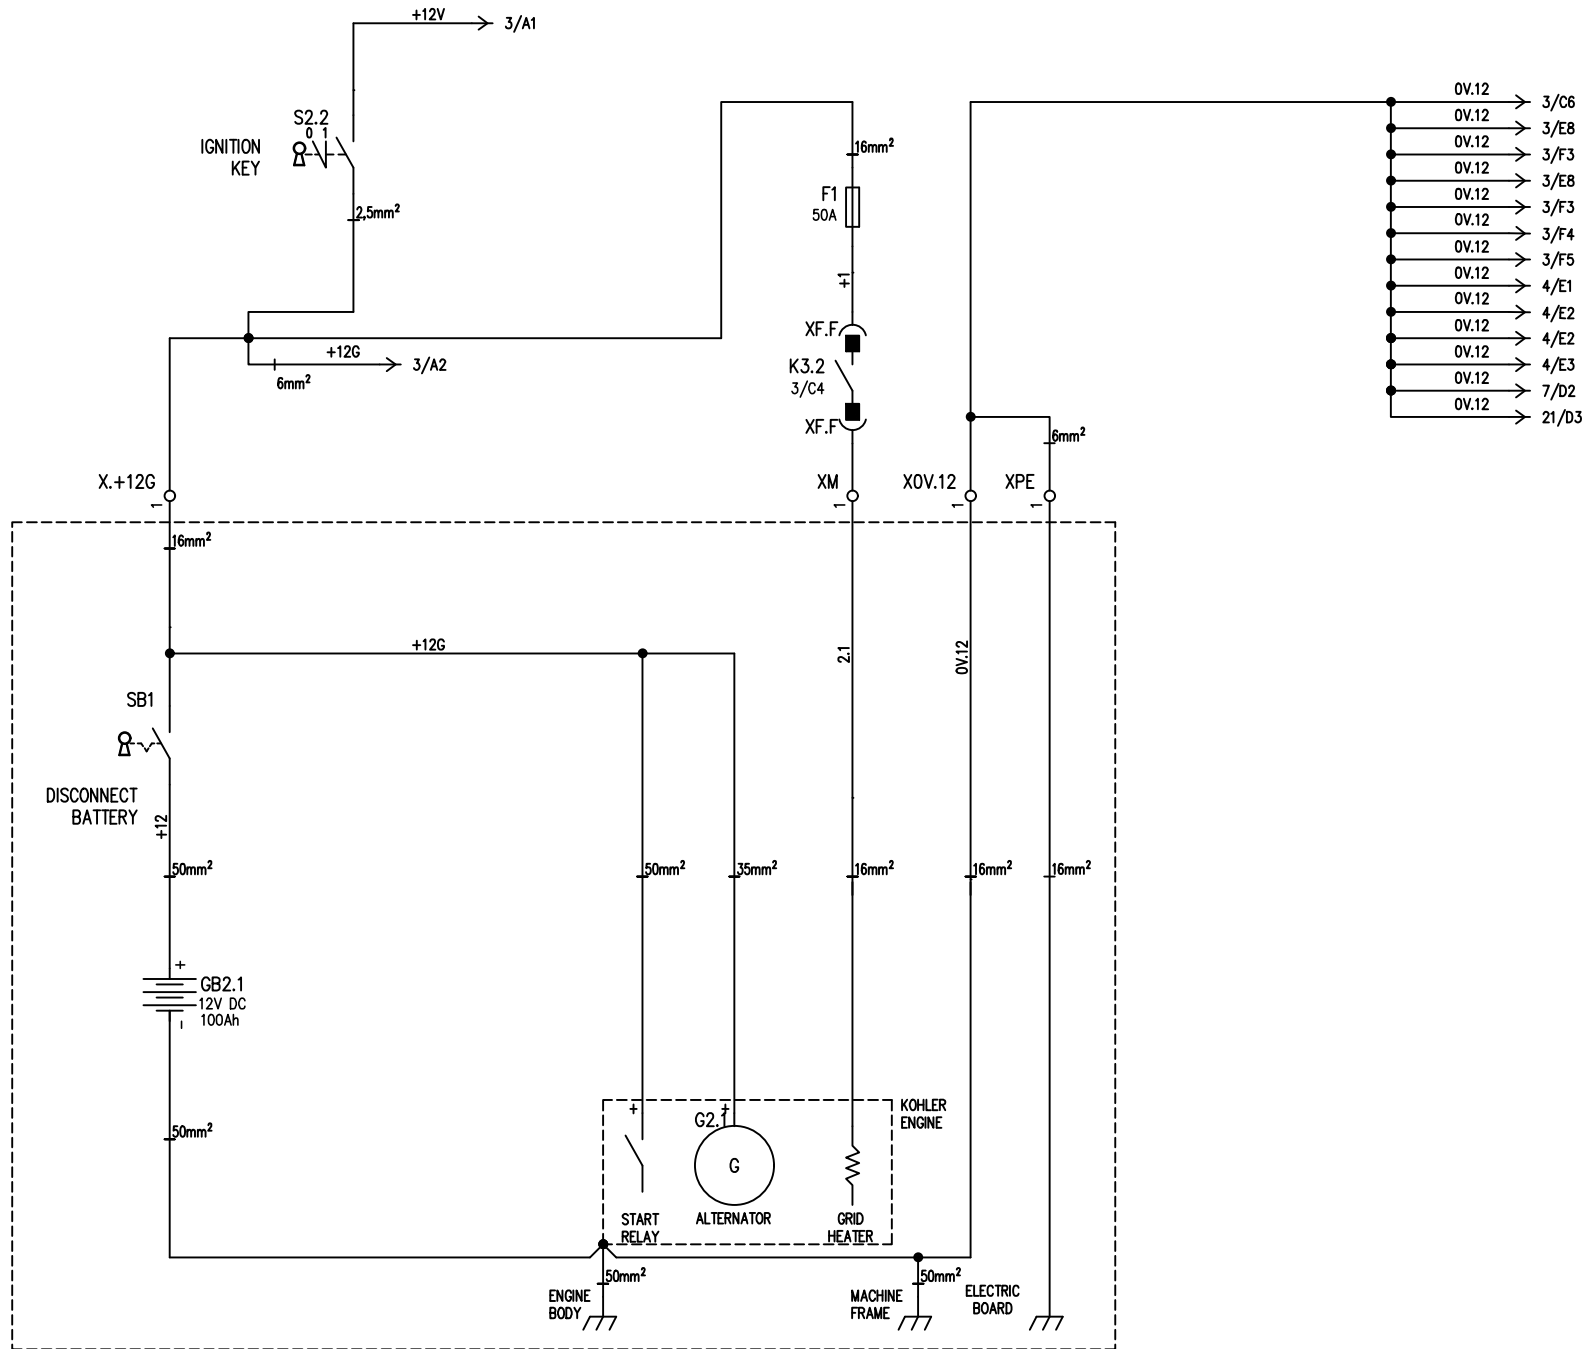 +12V
3/A1
S2.2
0 1
IGNITION
KEY
2,5mm²
+12G
3/A2
6mm²
16mm²
F1
50A
+1
XF.F
K3.2
3/C4
XF.F
0V.12
3/C6
0V.12
3/E8
0V.12
3/F3
0V.12
3/E8
0V.12
3/F3
0V.12
3/F4
0V.12
3/F5
0V.12
4/E1
0V.12
4/E2
0V.12
4/E2
0V.12
4/E3
0V.12
7/D2
0V.12
21/D3
6mm²
X.+12G
1
XM
1
X0V.12
1
XPE
1
16mm²
+12G
2.1
0V.12
SB1
DISCONNECT
BATTERY
+12
50mm²
50mm²
35mm²
16mm²
16mm²
16mm²
+
GB2.1
12V DC
100Ah
-
50mm²
KOHLER
ENGINE
+
+
G2.1
G
START
RELAY
ALTERNATOR
GRID
HEATER
50mm²
ENGINE
BODY
50mm²
MACHINE
FRAME
ELECTRIC
BOARD